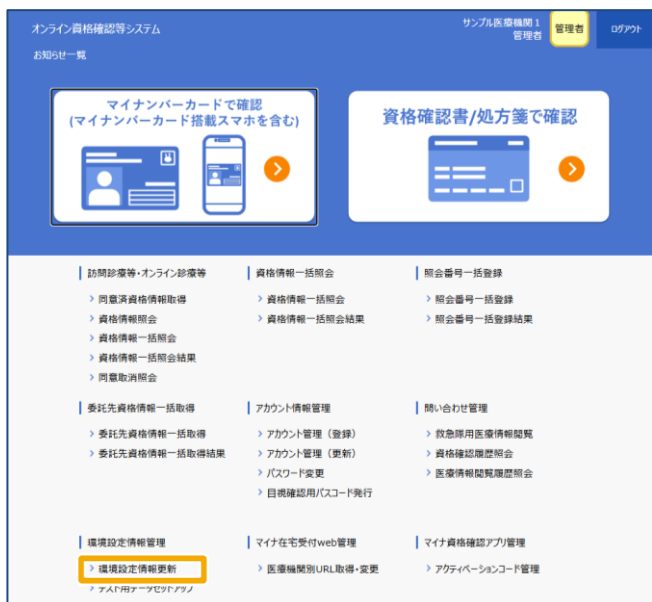 オンライン資格確認等システム
サンプル医療機関1
管理者
管理者
ログアウト
お知らせ一覧
マイナンバーカードで確認
(マイナンバーカード搭載スマホを含む)
資格確認書/処方箋で確認
訪問診療等・オンライン診療等
同意済資格情報取得
資格情報照会
資格情報一括照会
資格情報一括照会結果
同意取消照会
資格情報一括照会
資格情報一括照会
資格情報一括照会結果
照会番号一括登録
照会番号一括登録
照会番号一括登録結果
委託先資格情報一括取得
委託先資格情報一括取得
委託先資格情報一括取得結果
アカウント情報管理
アカウント管理（登録）
アカウント管理（更新）
パスワード変更
目視確認用パスコード発行
問い合わせ管理
救急隊用医療情報閲覧
資格確認履歴照会
医療情報閲覧履歴照会
環境設定情報管理
環境設定情報更新
テスト用データセットアップ
マイナ在宅受付web管理
医療機関別URL取得・変更
マイナ資格確認アプリ管理
アクティベーションコード管理